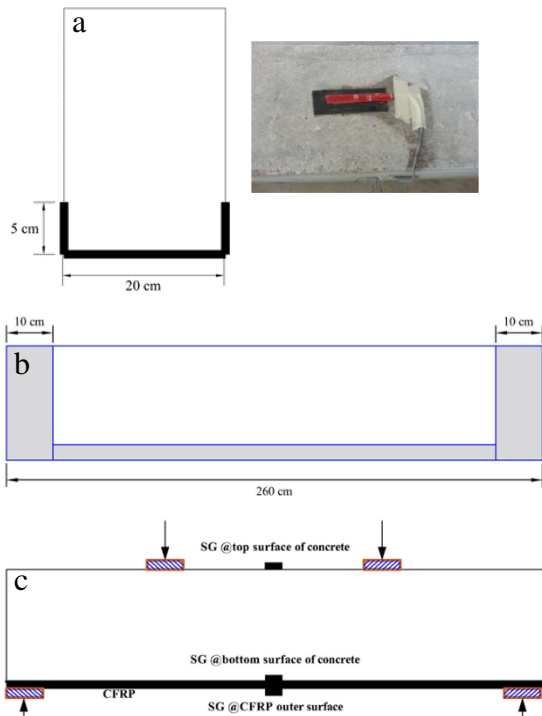 a
5 cm
20 cm
10 cm
10 cm
b
260 cm
SG @top surface of concrete
c
SG @bottom surface of concrete
CFRP
SG @CFRP outer surface